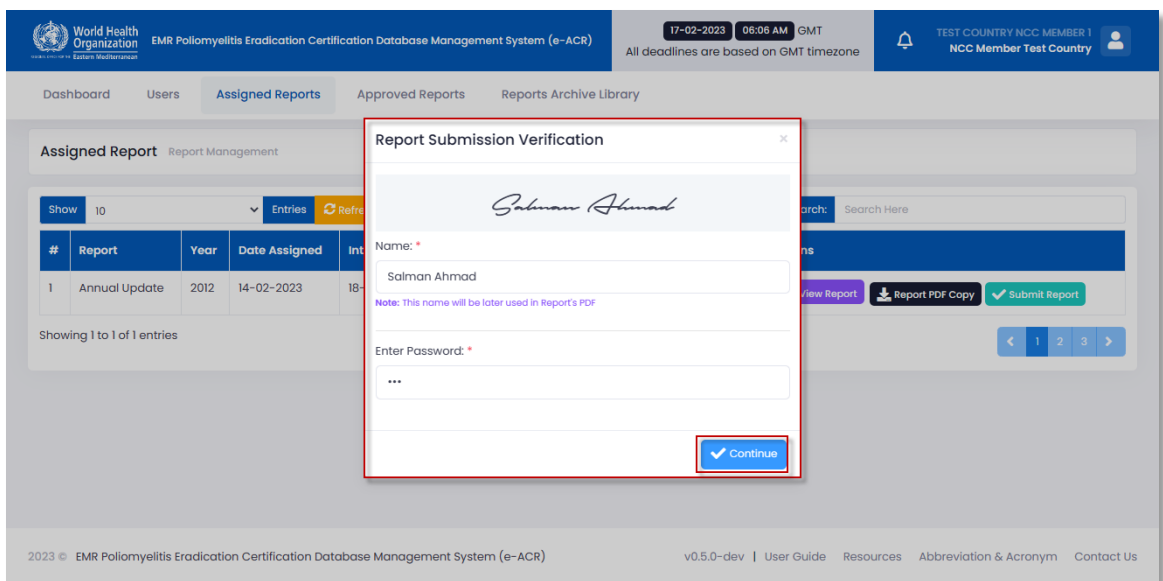 World Health
Organization
Eastern Mediterranean
EMR Poliomyelitis Eradication Certification Database Management System (e-ACR)
17-02-2023 06:06 AM GMT
All deadlines are based on GMT timezone
TEST COUNTRY NCC MEMBER 1
NCC Member Test Country
Dashboard Users Assigned Reports Approved Reports Reports Archive Library
Assigned Report Report Management
Report Submission Verification ×
Salman Ahmad
Name: *
Salman Ahmad
Note: This name will be later used in Report's PDF
Enter Password: *
•••
Continue
Show 10 Entries Refre
arch: Search Here
# Report Year Date Assigned Int
ns
1 Annual Update 2012 14-02-2023 18-
View Report Report PDF Copy Submit Report
Showing 1 to 1 of 1 entries
1 2 3
2023 © EMR Poliomyelitis Eradication Certification Database Management System (e-ACR)
v0.5.0-dev | User Guide Resources Abbreviation & Acronym Contact Us